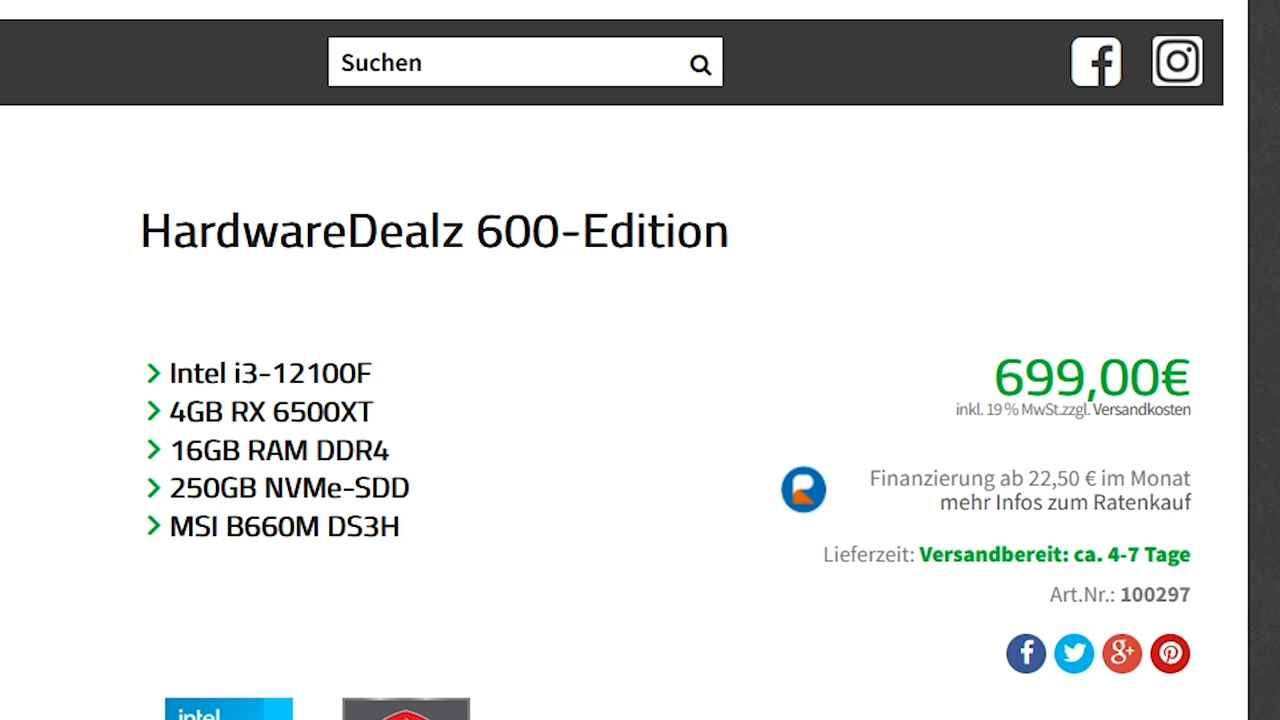 Suchen
HardwareDealz 600-Edition
Intel i3-12100F
4GB RX 6500XT
16GB RAM DDR4
250GB NVMe-SDD
MSI B660M DS3H
699,00€
inkl. 19 % MwSt.zzgl. Versandkosten
Finanzierung ab 22,50 € im Monat
mehr Infos zum Ratenkauf
Lieferzeit: Versandbereit: ca. 4-7 Tage
Art.Nr.: 100297
intel